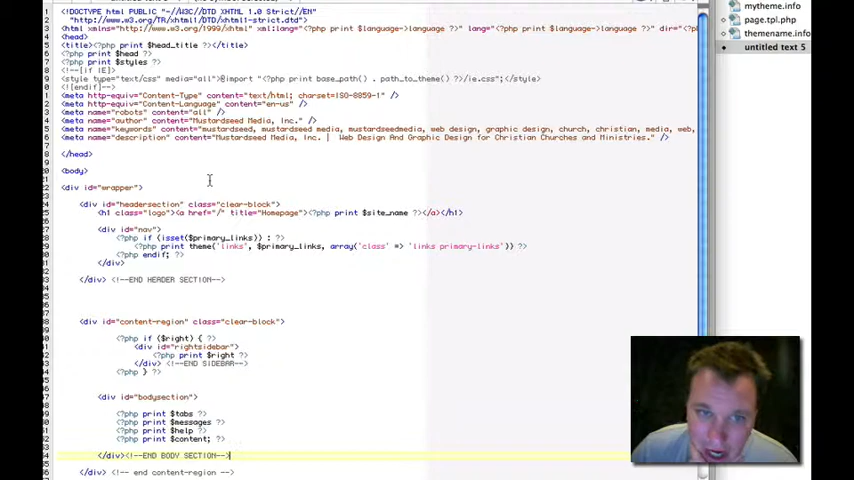 <!DOCTYPE html PUBLIC "-//W3C//DTD XHTML 1.0 Strict//EN"
"http://www.w3.org/TR/xhtml1/DTD/xhtml1-strict.dtd">
<html xmlns="http://www.w3.org/1999/xhtml" xml:lang="<?php print $language->language ?>" lang="<?php print $language->language ?>" dir="<?p
<head>
<title><?php print $head_title ?></title>
<?php print $head ?>
<?php print $styles ?>
<!--[if IE]>
<style type="text/css" media="all">@import "<?php print base_path() . path_to_theme() ?>/ie.css";</style>
<![endif]-->
<meta http-equiv="Content-Type" content="text/html; charset=ISO-8859-1" />
<meta http-equiv="Content-Language" content="en-us" />
<meta name="robots" content="all" />
<meta name="author" content="Mustardseed Media, Inc." />
<meta name="keywords" content="mustardseed, mustardseed media, mustardseedmedia, web design, graphic design, church, christian, media, web,
<meta name="description" content="Mustardseed Media, Inc. |  Web Design And Graphic Design for Christian Churches and Ministries." />
</head>
<body>
<div id="wrapper">
<div id="headersection" class="clear-block">
<h1 class="logo"><a href="/" title="Homepage"><?php print $site_name ?></a></h1>
<div id="nav">
<?php if (isset($primary_links)) : ?>
<?php print theme('links', $primary_links, array('class' => 'links primary-links')) ?>
<?php endif; ?>
</div>
</div> <!--END HEADER SECTION-->
<div id="content-region" class="clear-block">
<?php if ($right) { ?>
<div id="rightsidebar">
<?php print $right ?>
</div> <!--END SIDEBAR-->
<?php } ?>
<div id="bodysection">
<?php print $tabs ?>
<?php print $messages ?>
<?php print $help ?>
<?php print $content; ?>
</div><!--END BODY SECTION-->
</div> <!-- end content-region -->
mytheme.info
page.tpl.php
themename.info
untitled text 5